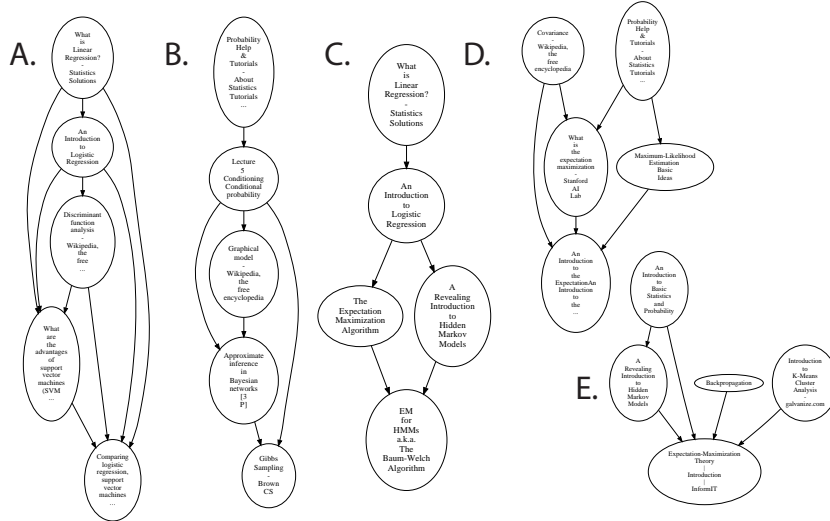 A.
What
is
Linear
Regression?
-
Statistics
Solutions
An
Introduction
to
Logistic
Regression
Discriminant
function
analysis
-
Wikipedia,
the
free
...
What
are
the
advantages
of
support
vector
machines
(SVM
...
Comparing
logistic
regression,
support
vector
machines
...
B.
Probability
Help
&
Tutorials
-
About
Statistics
Tutorials
...
Lecture
5
Conditioning
Conditional
probability
Graphical
model
-
Wikipedia,
the
free
encyclopedia
Approximate
inference
in
Bayesian
networks
[3
P]
Gibbs
Sampling
-
Brown
CS
C.
What
is
Linear
Regression?
-
Statistics
Solutions
An
Introduction
to
Logistic
Regression
The
Expectation
Maximization
Algorithm
A
Revealing
Introduction
to
Hidden
Markov
Models
EM
for
HMMs
a.k.a.
The
Baum-Welch
Algorithm
D.
Covariance
-
Wikipedia,
the
free
encyclopedia
Probability
Help
&
Tutorials
-
About
Statistics
Tutorials
...
What
is
the
expectation
maximization
-
Stanford
AI
Lab
Maximum-Likelihood
Estimation
Basic
Ideas
An
Introduction
to
the
ExpectationAn
Introduction
to
the
...
E.
An
Introduction
to
Basic
Statistics
and
Probability
A
Revealing
Introduction
to
Hidden
Markov
Models
Backpropagation
Introduction
to
K-Means
Cluster
Analysis
-
galvanize.com
Expectation-Maximization
Theory
|
Introduction
|
InformIT